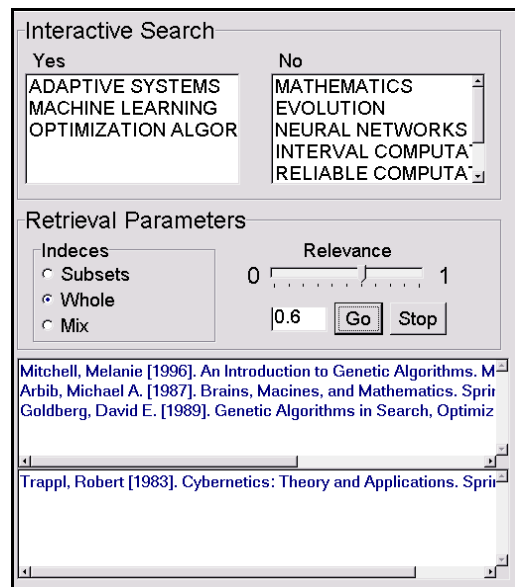 Interactive Search
Yes
No
ADAPTIVE SYSTEMS
MACHINE LEARNING
OPTIMIZATION ALGOR
MATHEMATICS
EVOLUTION
NEURAL NETWORKS
INTERVAL COMPUTA
RELIABLE COMPUTA
Retrieval Parameters
Indeces
Subsets
Whole
Mix
Relevance
0 1
0.6 Go Stop
Mitchell, Melanie [1996]. An Introduction to Genetic Algorithms. M
Arbib, Michael A. [1987]. Brains, Macines, and Mathematics. Sprin
Goldberg, David E. [1989]. Genetic Algorithms in Search, Optimiz
Trappl, Robert [1983]. Cybernetics: Theory and Applications. Sprin